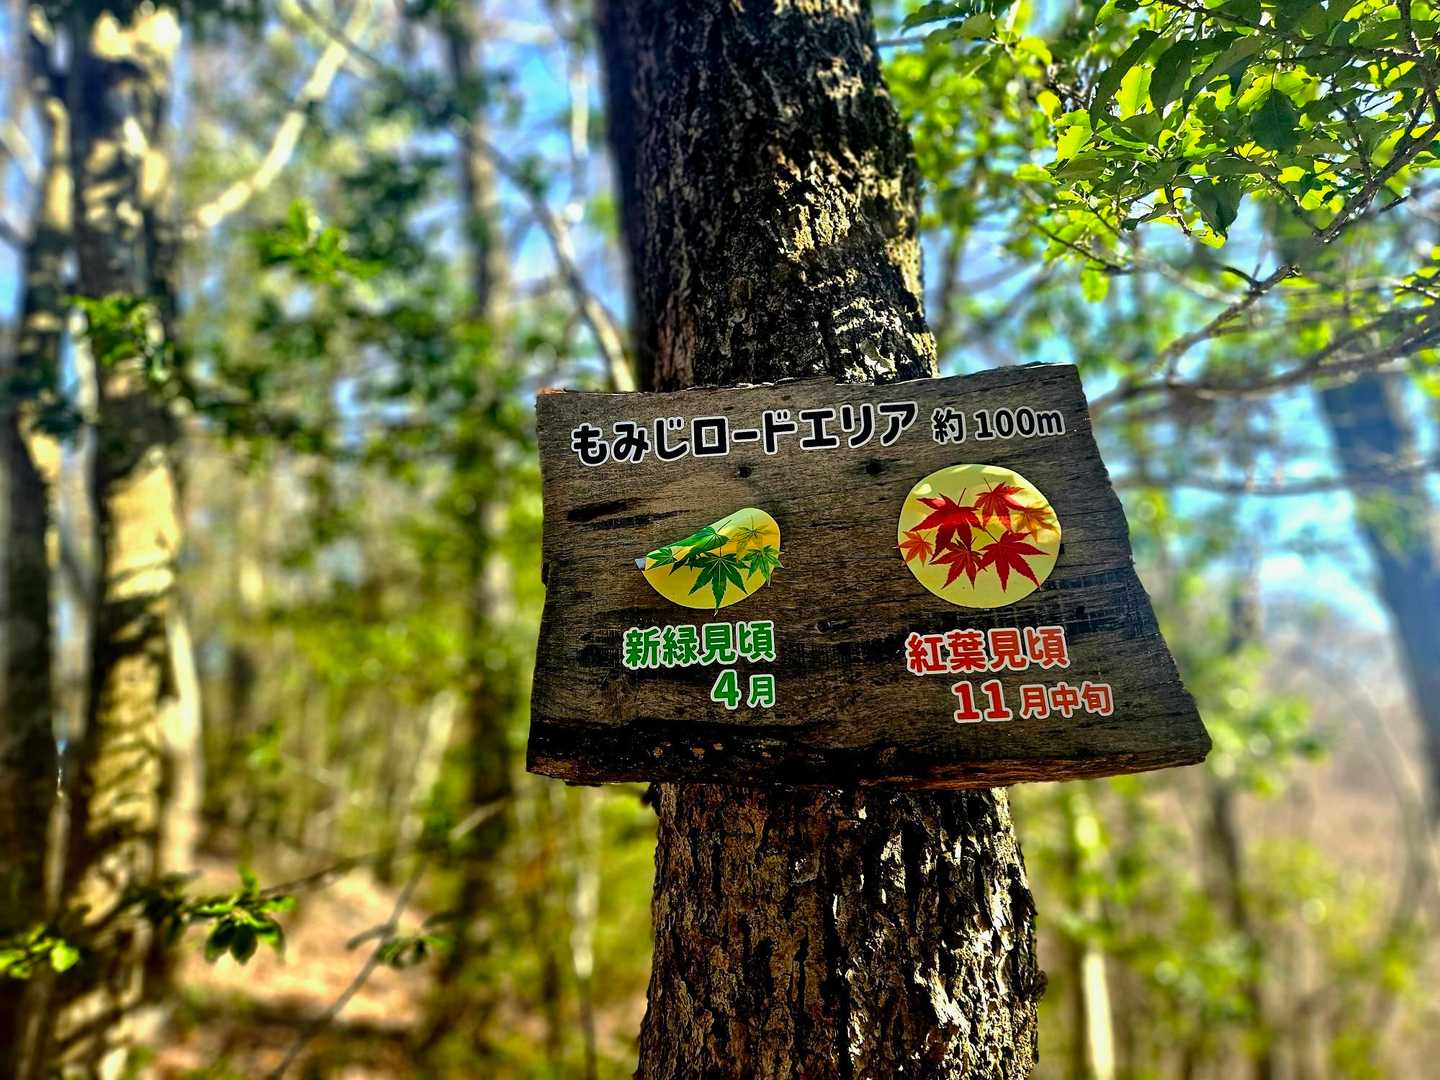 もみじロードエリア 約100m
新緑見頃
4月
紅葉見頃
11月中旬